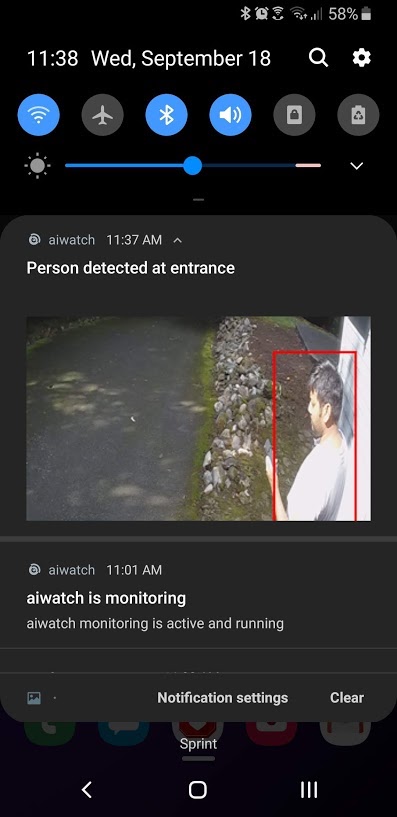 58%
11:38 Wed, September 18
aiwatch 11:37 AM
Person detected at entrance
aiwatch 11:01 AM
aiwatch is monitoring
aiwatch monitoring is active and running
Notification settings Clear
Sprint